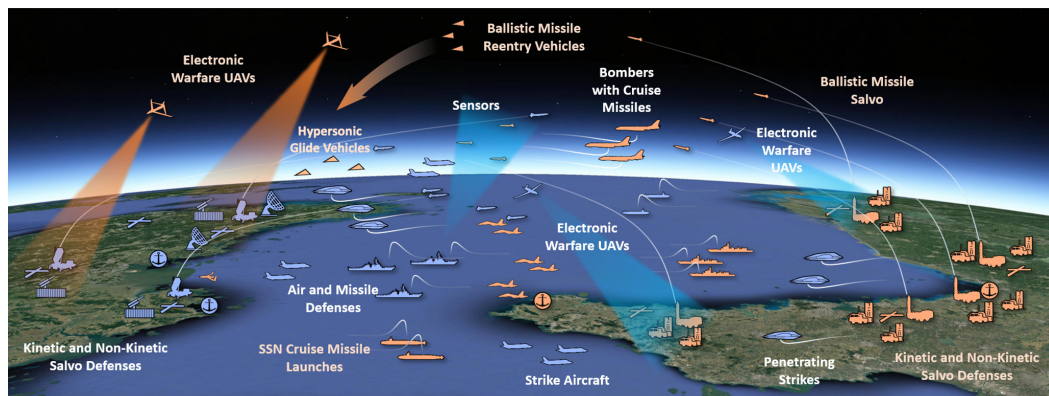 Ballistic Missile
Reentry Vehicles
Electronic
Warfare UAVs
Bombers
with Cruise
Missiles
Ballistic Missile
Salvo
Sensors
Hypersonic
Glide Vehicles
Electronic
Warfare
UAVs
Electronic
Warfare UAVs
Air and Missile
Defenses
Kinetic and Non-Kinetic
Salvo Defenses
SSN Cruise Missile
Launches
Strike Aircraft
Penetrating
Strikes
Kinetic and Non-Kinetic
Salvo Defenses